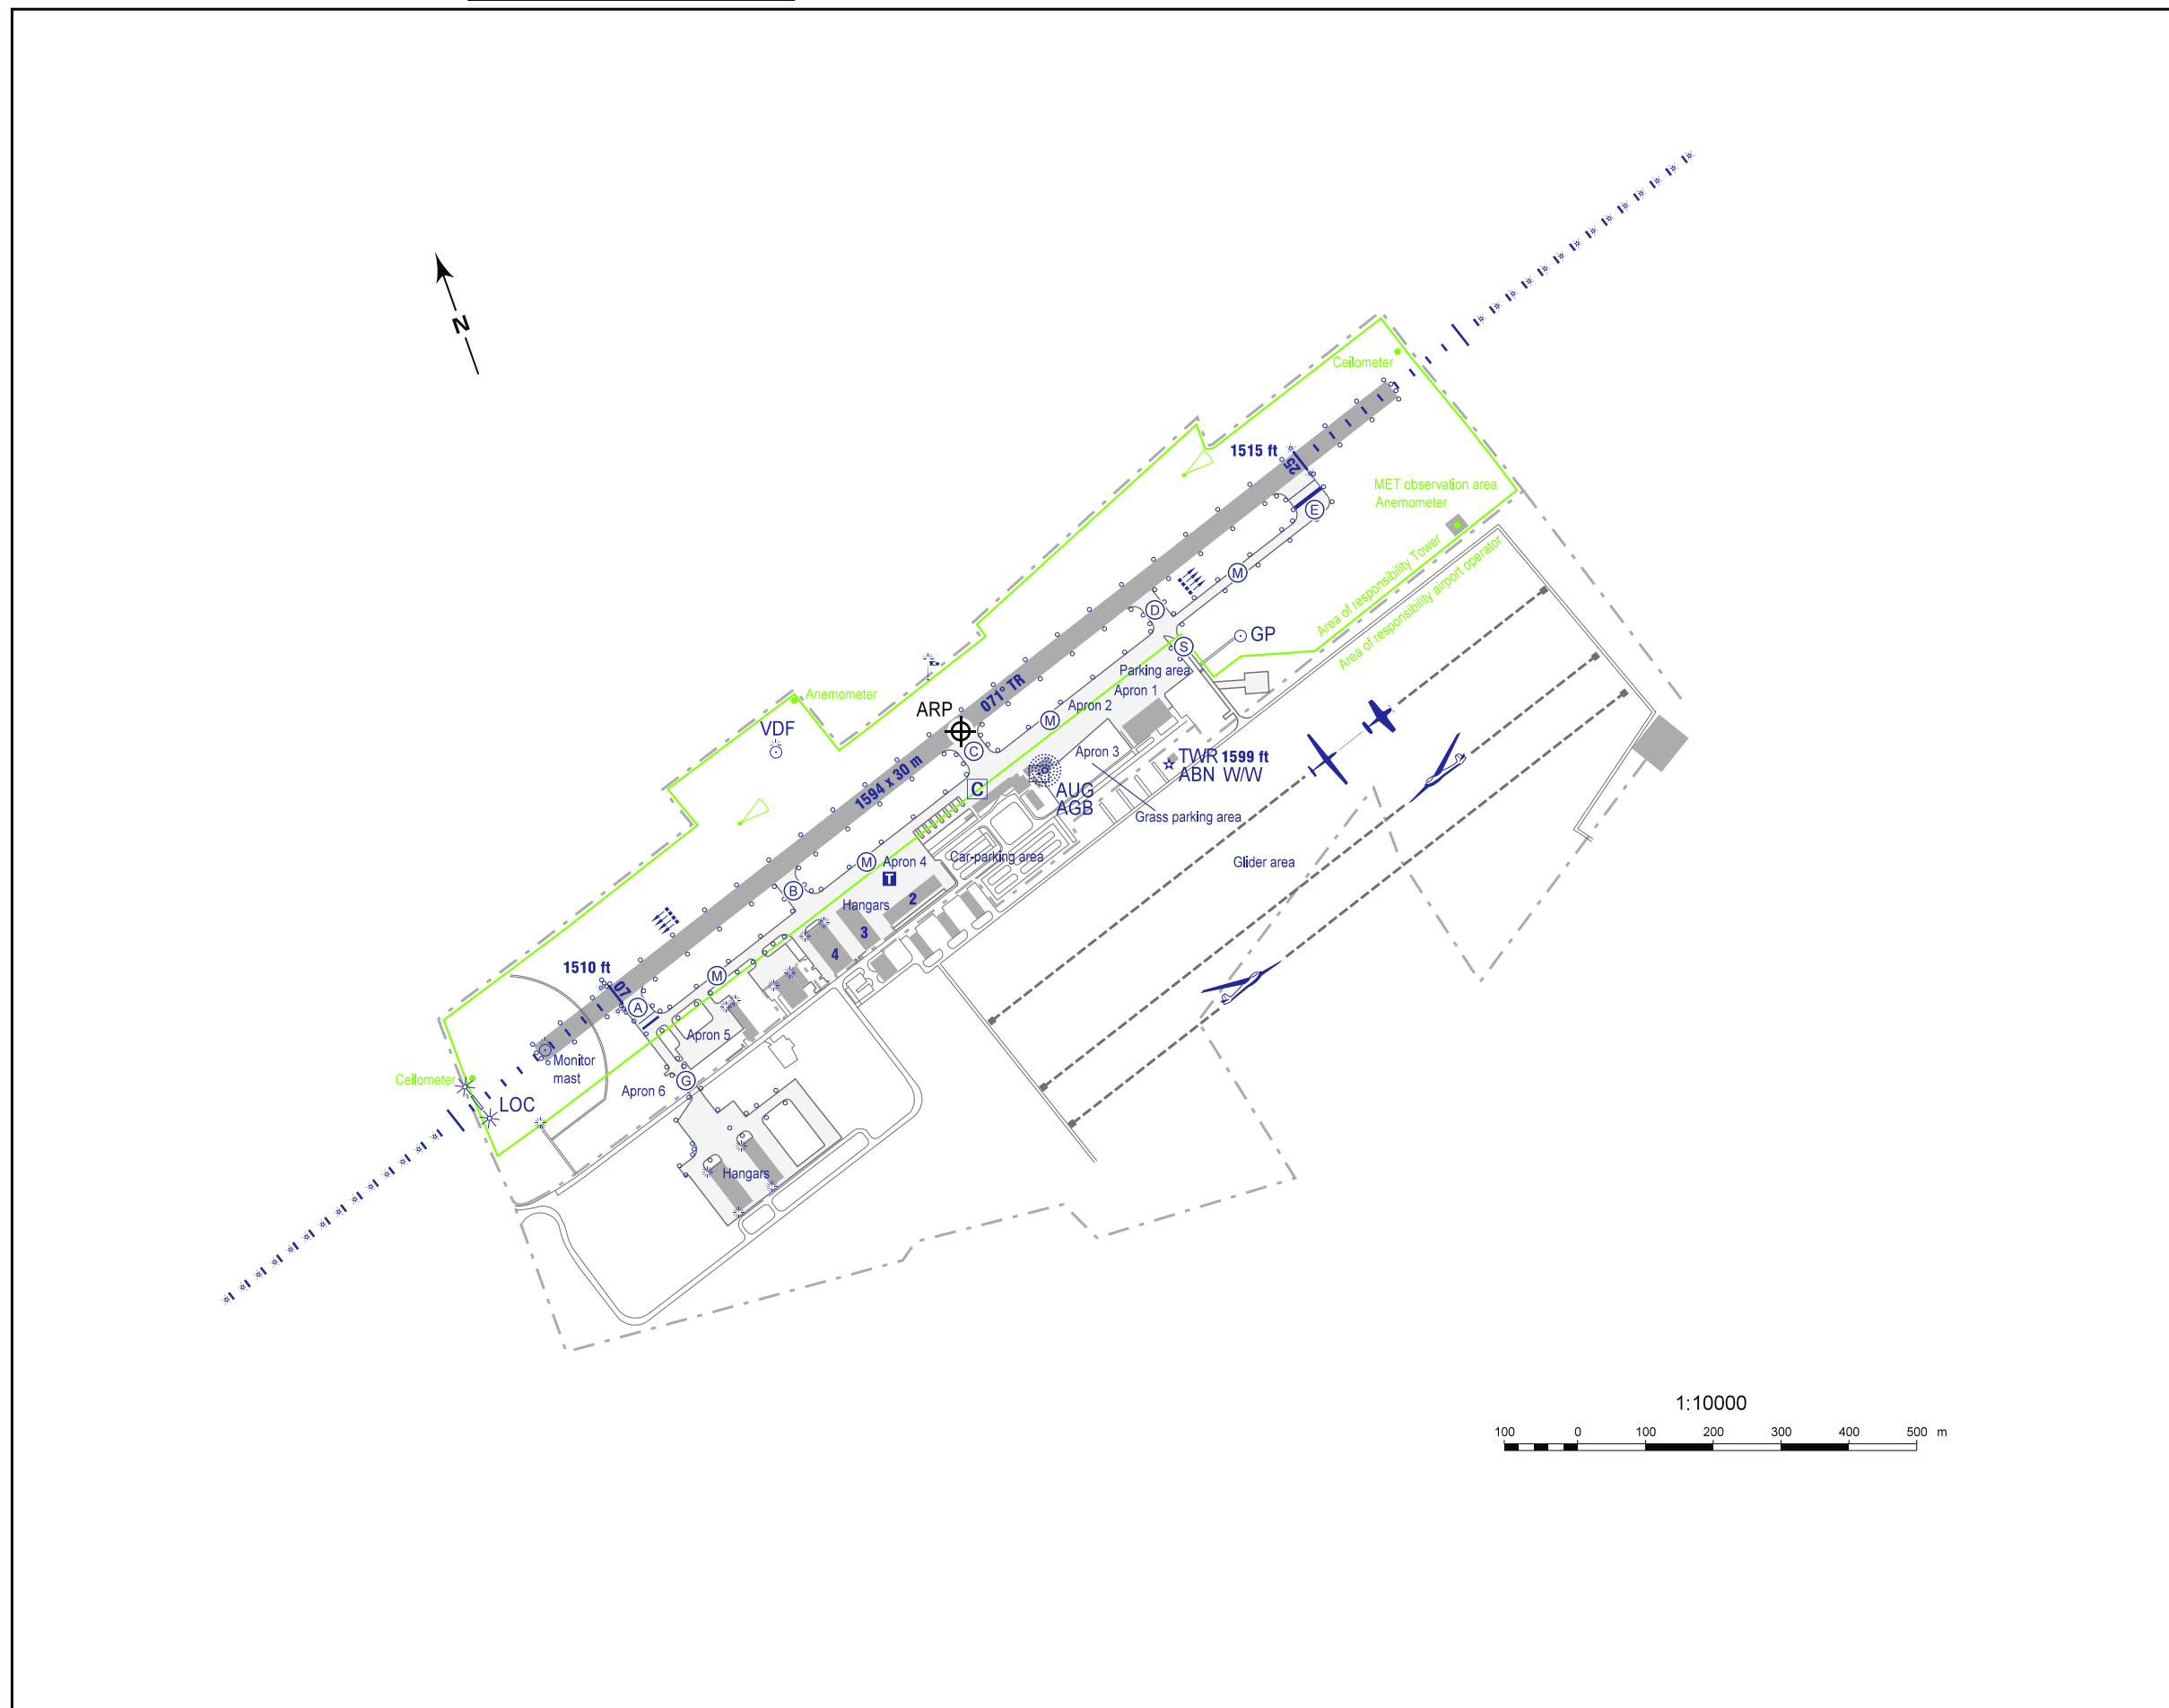 N
Ceilometer
1515 ft
25
MET observation area
Anemometer
E
Area of responsibility Tower
Area of responsibility airport operator
M
D
GP
S
Parking area
071° TR
Apron 1
Anemometer
ARP
Apron 2
M
VDF
C
Apron 3
TWR 1599 ft
ABN W/W
1594 x 30 m
C
AUG
AGB
Grass parking area
M
Apron 4
Car-parking area
Glider area
T
B
2
Hangars
3
4
1510 ft
M
07
A
Apron 5
Monitor
mast
Ceilometer
G
Apron 6
LOC
Hangars
1:10000
100 0 100 200 300 400 500 m